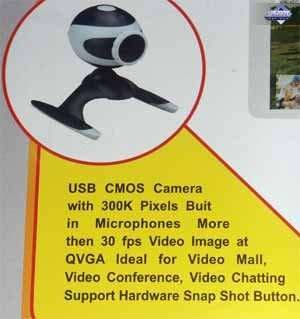 USB CMOS Camera
with 300K Pixels Buit
in Microphones More
then 30 fps Video Image at
QVGA Ideal for Video Mall,
Video Conference, Video Chatting
Support Hardware Snap Shot Button.